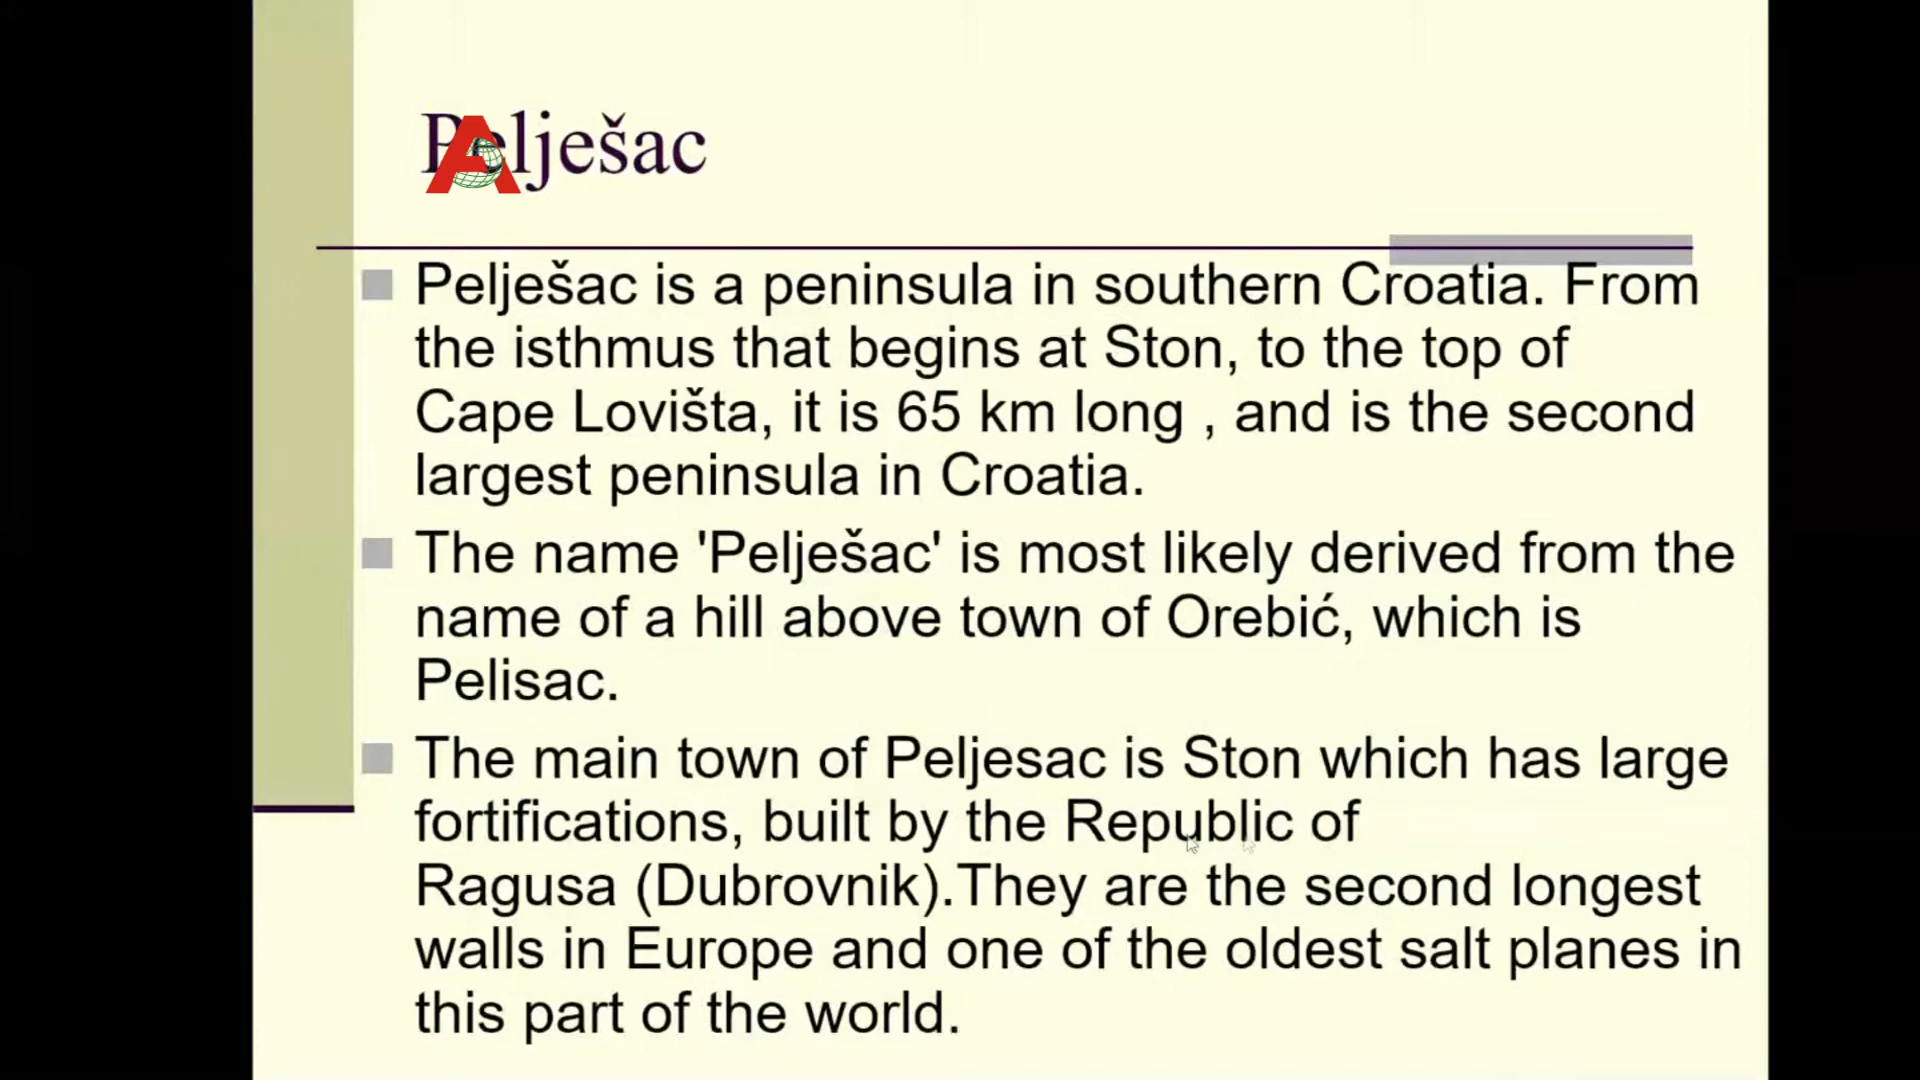 Pelješac
Pelješac is a peninsula in southern Croatia. From
the isthmus that begins at Ston, to the top of
Cape Lovišta, it is 65 km long , and is the second
largest peninsula in Croatia.
The name 'Pelješac' is most likely derived from the
name of a hill above town of Orebić, which is
Pelisac.
The main town of Peljesac is Ston which has large
fortifications, built by the Republic of
Ragusa (Dubrovnik).They are the second longest
walls in Europe and one of the oldest salt planes in
this part of the world.